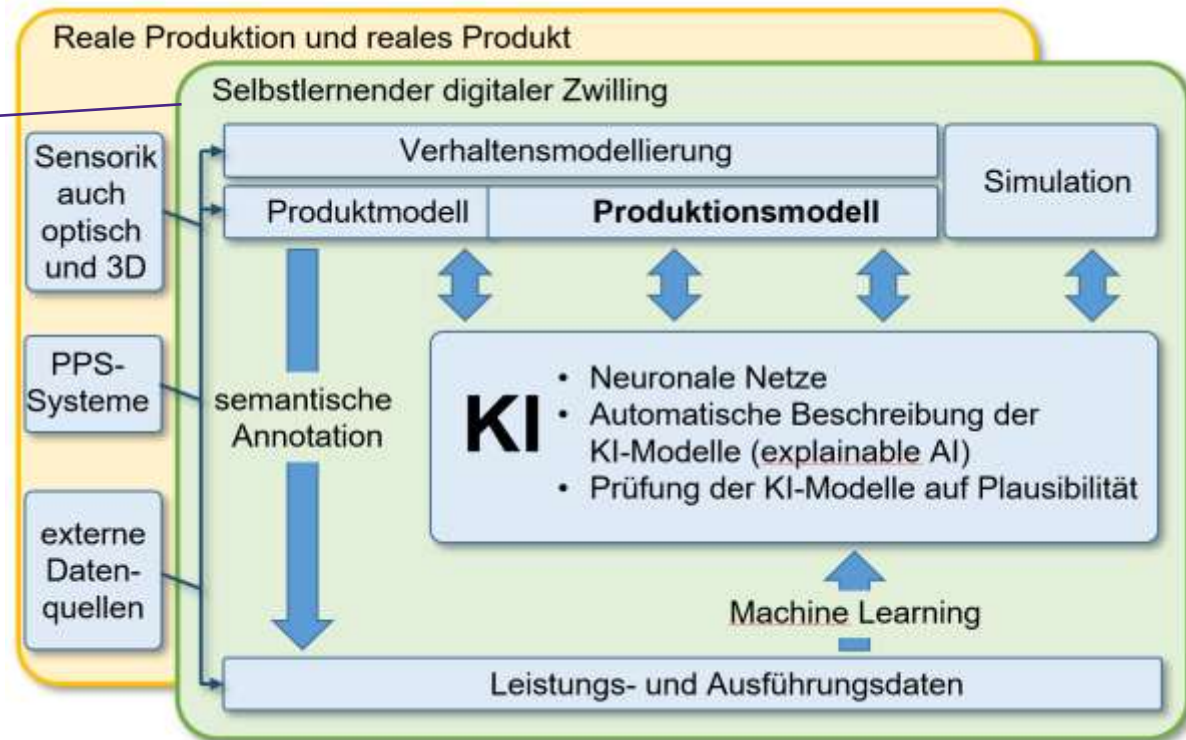 Reale Produktion und reales Produkt
Selbstlernender digitaler Zwilling
Sensorik
auch
optisch
und 3D
PPS-
Systeme
externe
Daten-
quellen
Verhaltensmodellierung
Produktmodell
Produktionsmodell
Simulation
semantische
Annotation
KI
• Neuronale Netze
• Automatische Beschreibung der
KI-Modelle (explainable AI)
• Prüfung der KI-Modelle auf Plausibilität
Machine Learning
Leistungs- und Ausführungsdaten